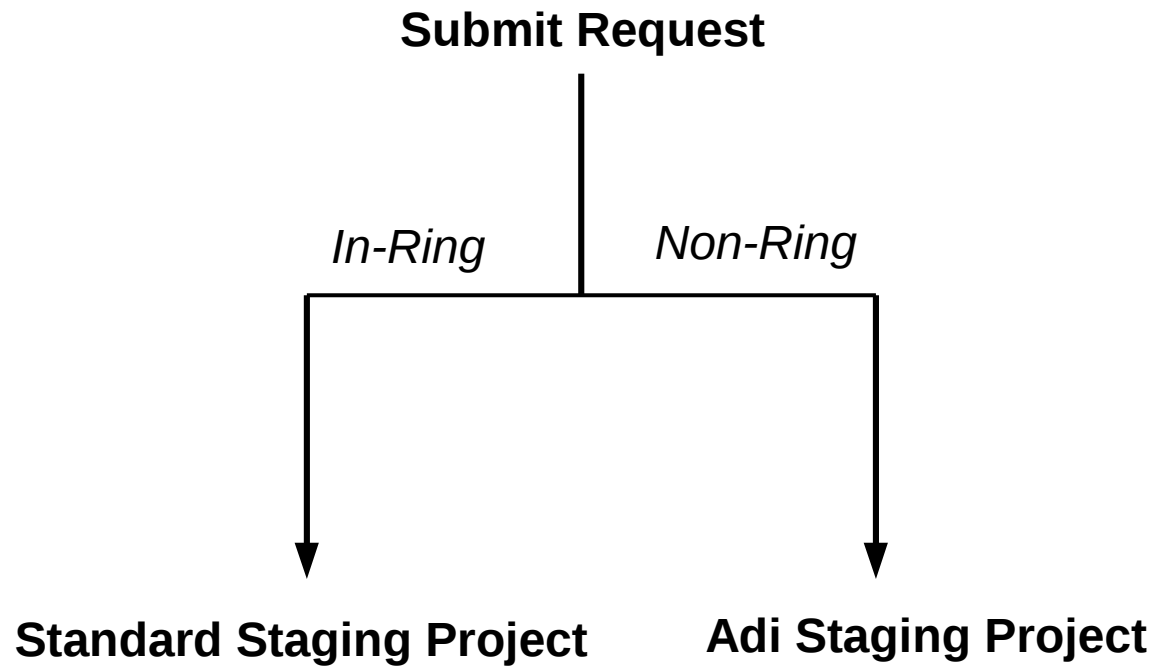 Submit Request
In-Ring
Non-Ring
Standard Staging Project
Adi Staging Project